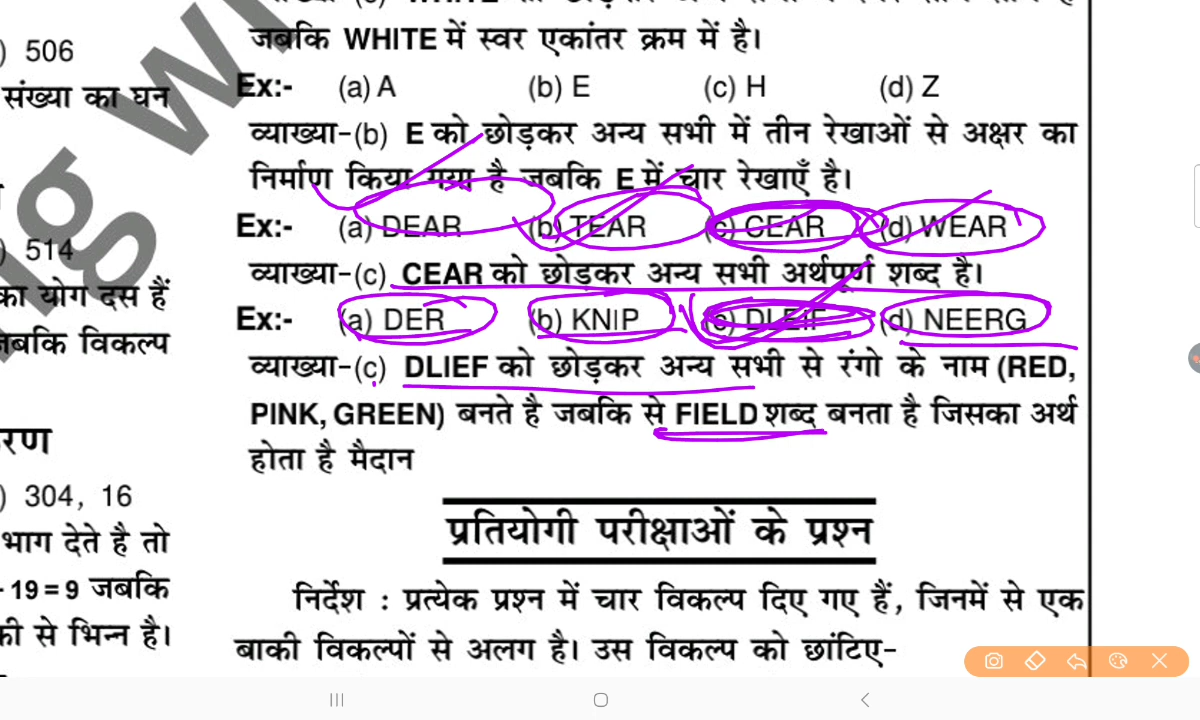 ) 506
संख्या का घन
) 514
का योग दस हैं
जबकि विकल्प
रण
) 304, 16
भाग देते है तो
- 19 = 9 जबकि
की से भिन्न है।
जबकि WHITE में स्वर एकांतर क्रम में है।
Ex:- (a) A (b) E (c) H (d) Z
व्याख्या-(b) E को छोड़कर अन्य सभी में तीन रेखाओं से अक्षर का
निर्माण किया गया है जबकि E में चार रेखाएँ है।
Ex:- (a) DEAR (b) TEAR (c) CEAR (d) WEAR
व्याख्या-(c) CEAR को छोड़कर अन्य सभी अर्थपूर्ण शब्द है।
Ex:- (a) DER (b) KNIP (c) DLEIF (d) NEERG
व्याख्या-(c) DLIEF को छोड़कर अन्य सभी से रंगो के नाम (RED,
PINK, GREEN) बनते है जबकि से FIELD शब्द बनता है जिसका अर्थ
होता है मैदान
प्रतियोगी परीक्षाओं के प्रश्न
निर्देश : प्रत्येक प्रश्न में चार विकल्प दिए गए हैं, जिनमें से एक
बाकी विकल्पों से अलग है। उस विकल्प को छांटिए-